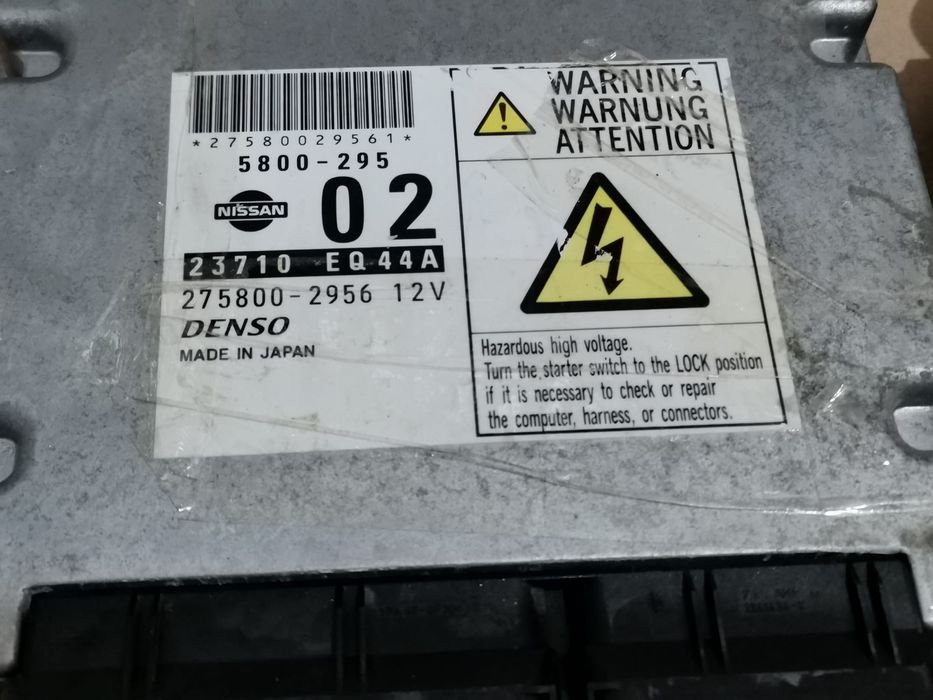 *27580029561*
5800-295
NISSAN
02
23710 EQ44A
275800-2956 12V
DENSO
MADE IN JAPAN
WARNING
WARNUNG
ATTENTION
Hazardous high voltage.
Turn the starter switch to the LOCK position
if it is necessary to check or repair
the computer, harness, or connectors.